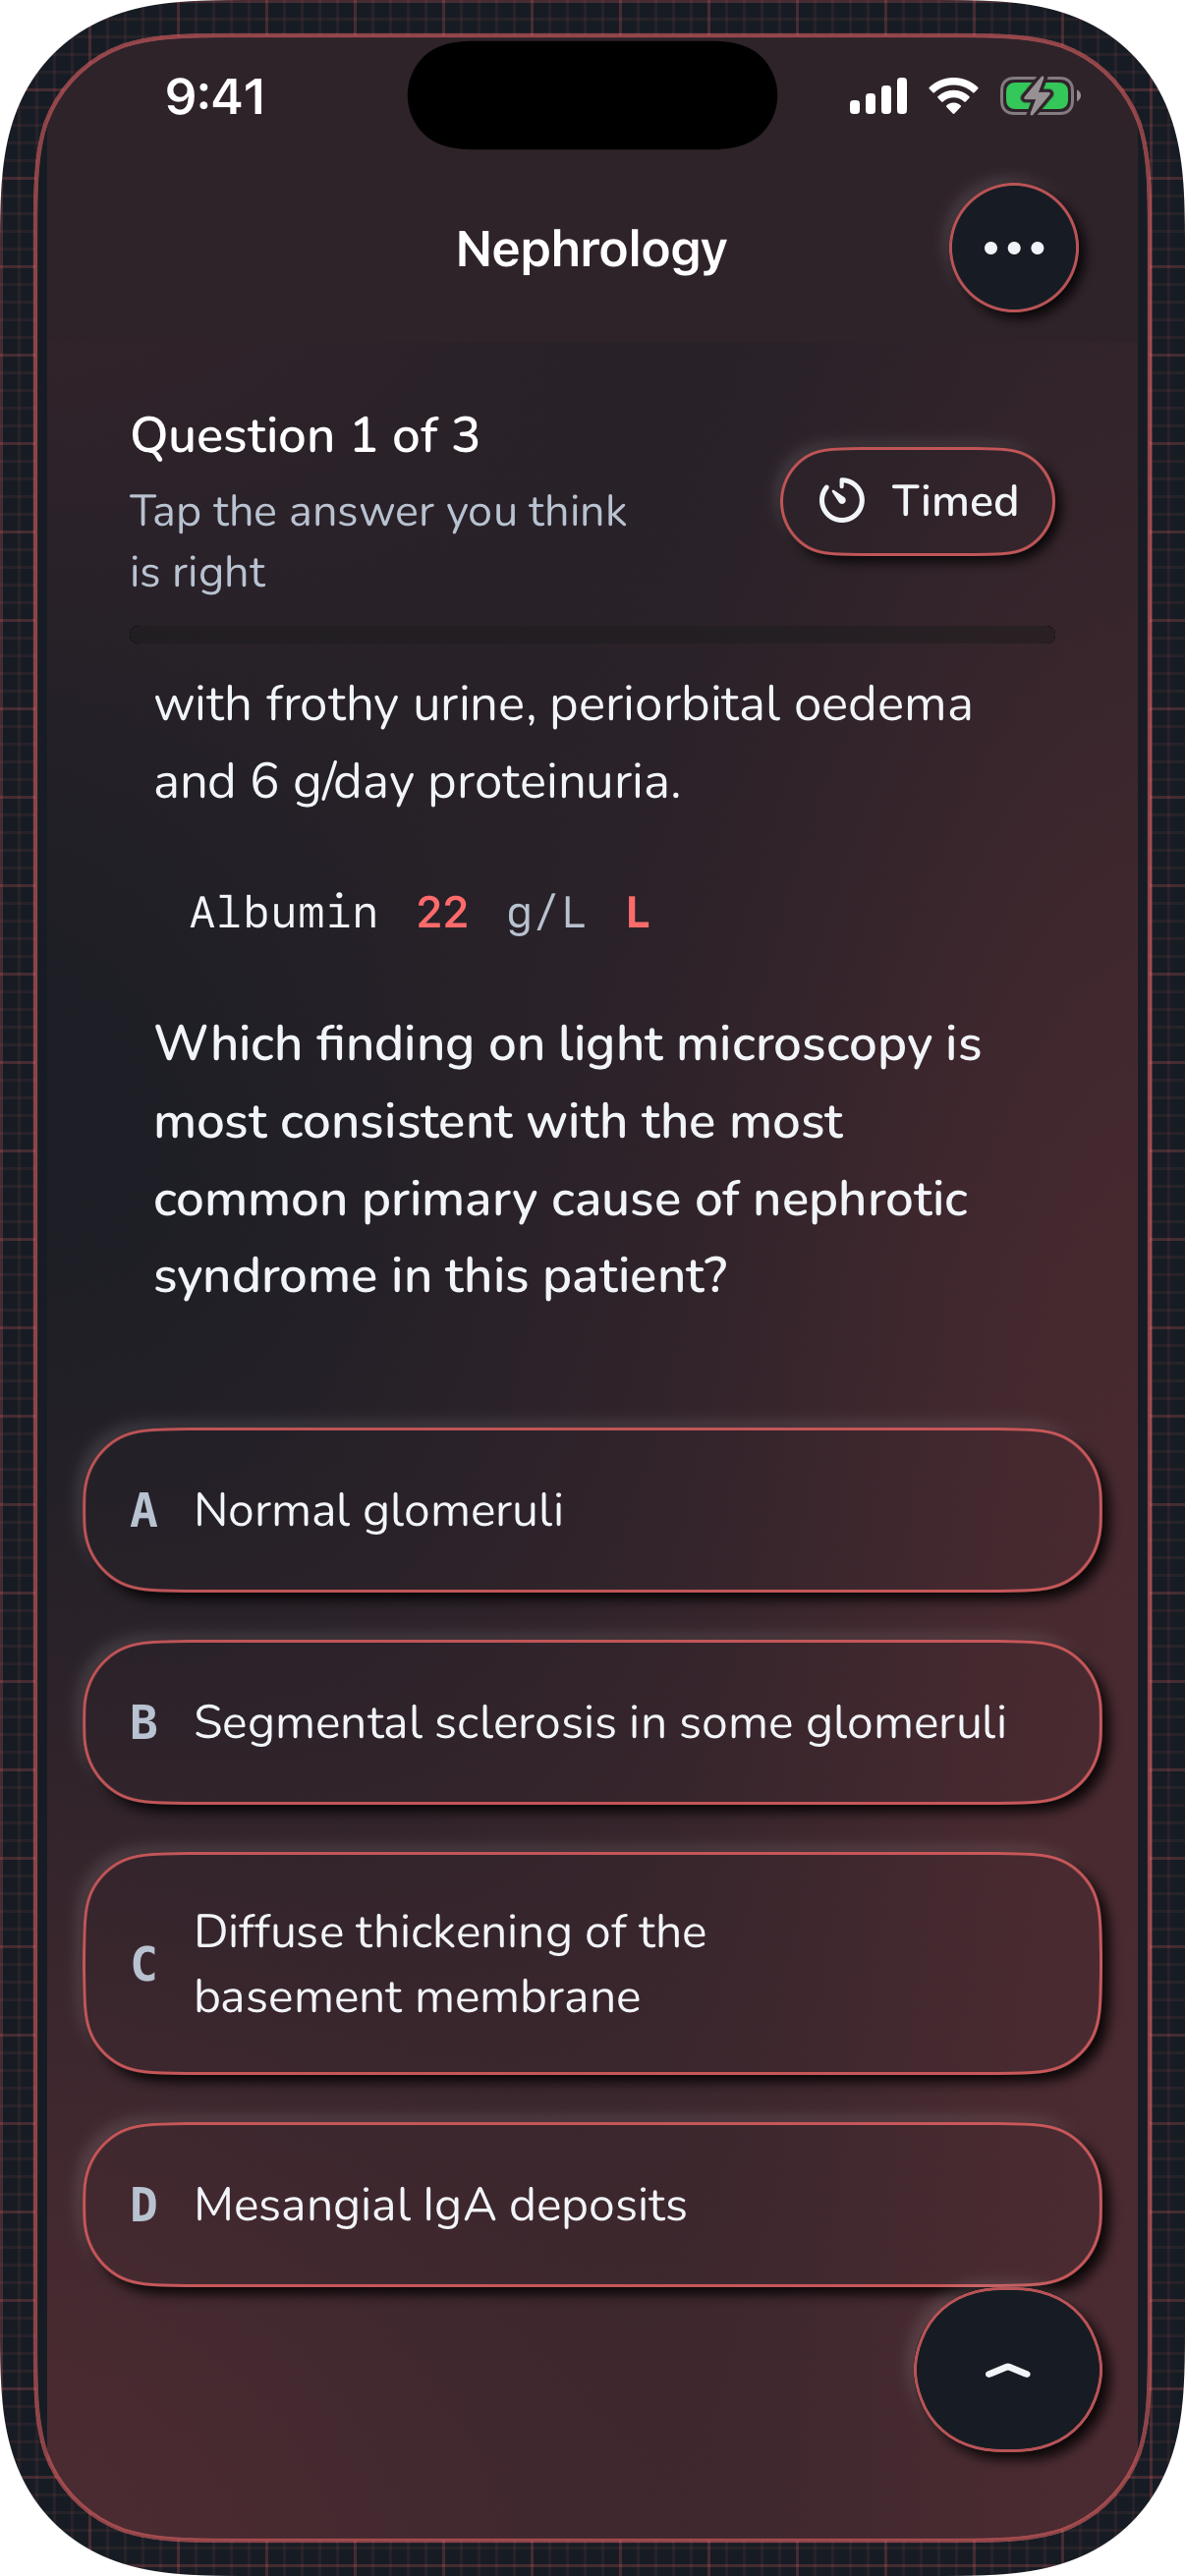 9:41
Nephrology
Question 1 of 3
Tap the answer you think
is right
Timed
with frothy urine, periorbital oedema
and 6 g/day proteinuria.
Albumin 22 g/L L
Which finding on light microscopy is
most consistent with the most
common primary cause of nephrotic
syndrome in this patient?
A Normal glomeruli
B Segmental sclerosis in some glomeruli
C Diffuse thickening of the
basement membrane
D Mesangial IgA deposits